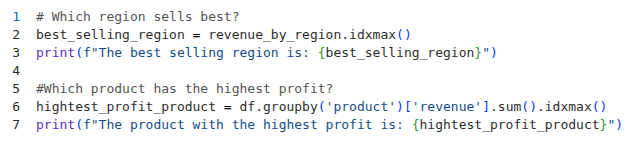 1 # Which region sells best?
2 best_selling_region = revenue_by_region.idxmax()
3 print(f"The best selling region is: {best_selling_region}")
4
5 #Which product has the highest profit?
6 hightest_profit_product = df.groupby('product')['revenue'].sum().idxmax()
7 print(f"The product with the highest profit is: {hightest_profit_product}")